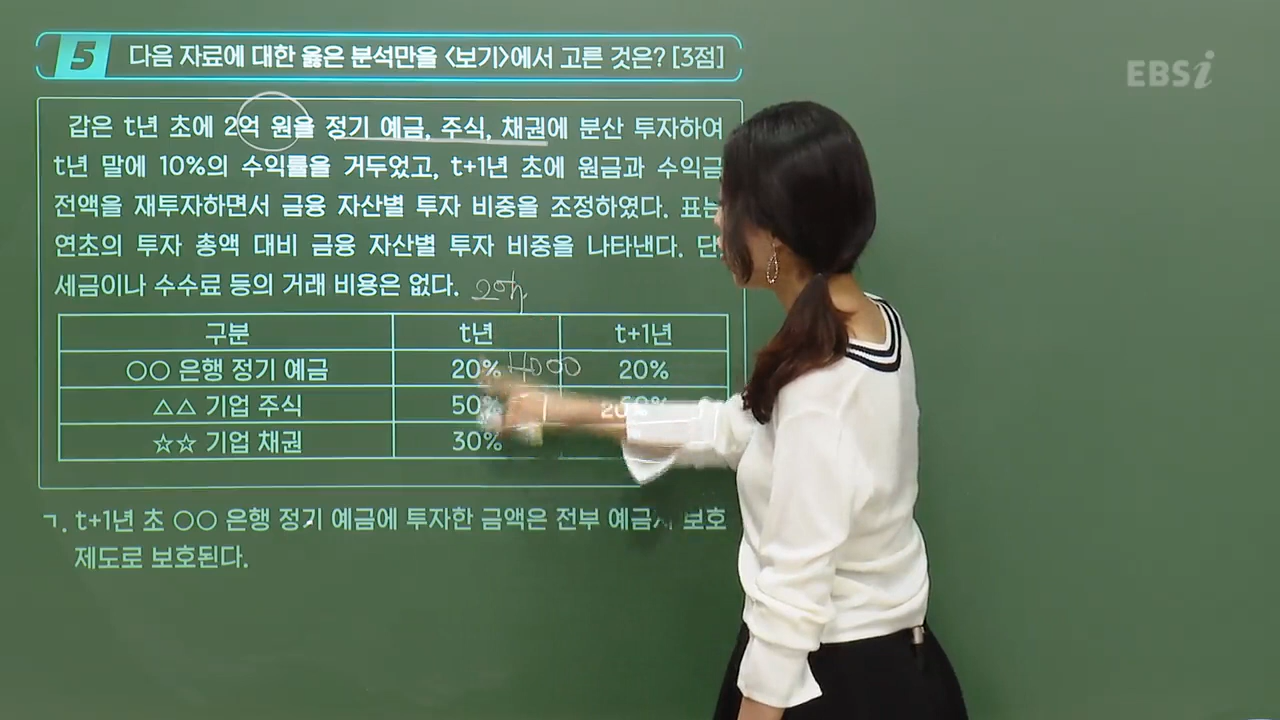 5 다음 자료에 대한 옳은 분석만을 <보기>에서 고른 것은? [3점]
EBSi
갑은 t년 초에 2억 원을 정기 예금, 주식, 채권에 분산 투자하여
t년 말에 10%의 수익률을 거두었고, t+1년 초에 원금과 수익금
전액을 재투자하면서 금융 자산별 투자 비중을 조정하였다. 표는
연초의 투자 총액 대비 금융 자산별 투자 비중을 나타낸다. 단,
세금이나 수수료 등의 거래 비용은 없다. 2억
구분 t년 t+1년
○○ 은행 정기 예금 20% 4000 20%
△△ 기업 주식 50%
☆☆ 기업 채권 30%
ㄱ. t+1년 초 ○○ 은행 정기 예금에 투자한 금액은 전부 보호
제도로 보호된다.